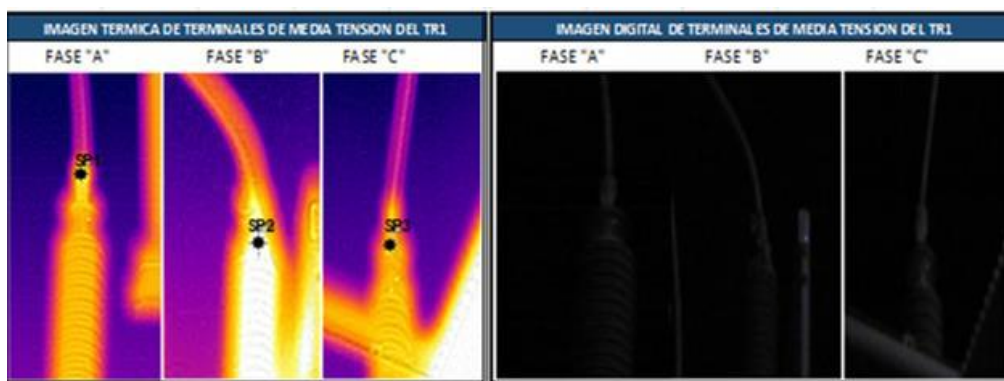 IMAGEN TERMICA DE TERMINALES DE MEDIA TENSION DEL TR1
FASE "A" FASE "B" FASE "C"
SP1
SP2
SP3
IMAGEN DIGITAL DE TERMINALES DE MEDIA TENSION DEL TR1
FASE "A" FASE "B" FASE "C"